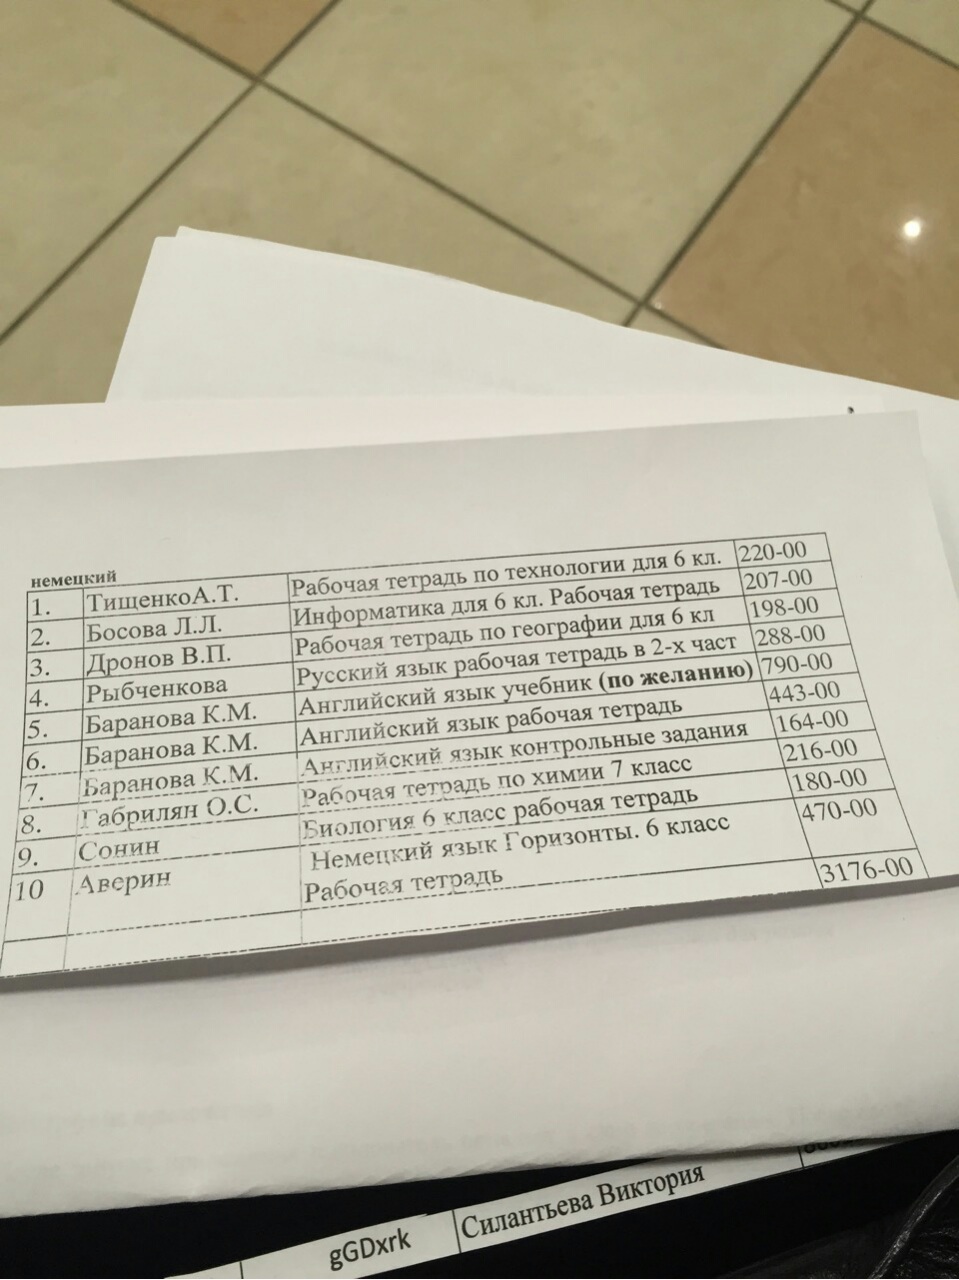 немецкий
1. ТищенкоА.Т. Рабочая тетрадь по технологии для 6 кл. 220-00
2. Босова Л.Л. Информатика для 6 кл. Рабочая тетрадь 207-00
3. Дронов В.П. Рабочая тетрадь по географии для 6 кл 198-00
4. Рыбченкова Русский язык рабочая тетрадь в 2-х част 288-00
5. Баранова К.М. Английский язык учебник (по желанию) 790-00
6. Баранова К.М. Английский язык рабочая тетрадь 443-00
7. Баранова К.М. Английский язык контрольные задания 164-00
8. Габрилян О.С. Рабочая тетрадь по химии 7 класс 216-00
9. Сонин Биология 6 класс рабочая тетрадь 180-00
10 Аверин Немецкий язык Горизонты. 6 класс 470-00
Рабочая тетрадь
3176-00
gGDxrk Силантьева Виктория